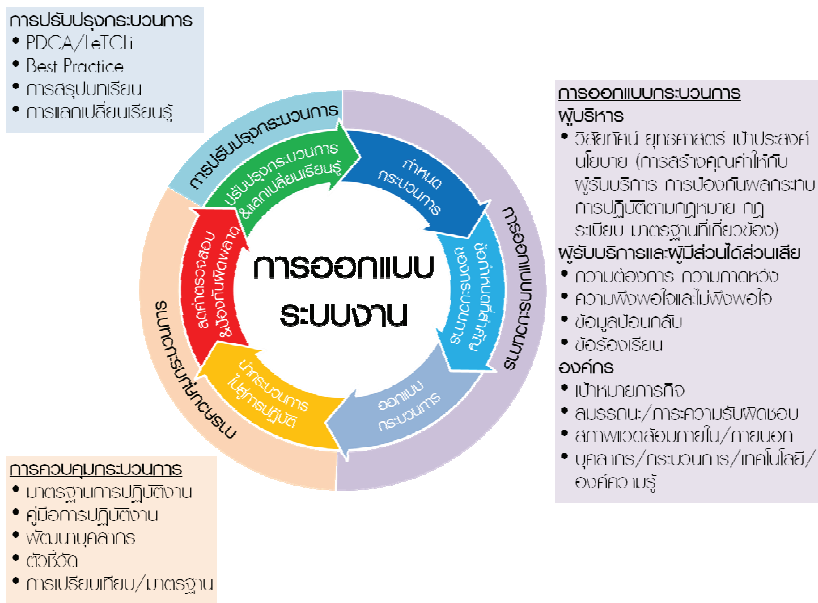 การปรับปรุงกระบวนการ
• PDCA/LeTCLi
• Best Practice
• การสรุปบทเรียน
• การแลกเปลี่ยนเรียนรู้
การออกแบบกระบวนการ
ผู้บริหาร
• วิสัยทัศน์ ยุทธศาสตร์ เป้าประสงค์
นโยบาย (การสร้างคุณค่าให้กับ
ผู้รับบริการ การป้องกันผลกระทบ
การปฏิบัติตามกฎหมาย กฎ
ระเบียบ มาตรฐานที่เกี่ยวข้อง)
ผู้รับบริการและผู้มีส่วนได้ส่วนเสีย
• ความต้องการ ความคาดหวัง
• ความพึงพอใจและไม่พึงพอใจ
• ข้อมูลป้อนกลับ
• ข้อร้องเรียน
องค์กร
• เป้าหมายภารกิจ
• สมรรถนะ/ภาระความรับผิดชอบ
• สภาพแวดล้อมภายใน/ภายนอก
• บุคลากร/กระบวนการ/เทคโนโลยี/
องค์ความรู้
การปรับปรุงกระบวนการ
การออกแบบกระบวนการ
การควบคุมกระบวนการ
กำหนด
กระบวนการ
ข้อกำหนดที่สำคัญ
ของกระบวนการ
ออกแบบ
กระบวนการ
นำกระบวนการ
ไปสู่การปฏิบัติ
ลดค่าตรวจสอบ
&ป้องกันผิดพลาด
ปรับปรุงกระบวนการ
&แลกเปลี่ยนเรียนรู้
การออกแบบ
ระบบงาน
การควบคุมกระบวนการ
• มาตรฐานการปฏิบัติงาน
• คู่มือการปฏิบัติงาน
• พัฒนาบุคลากร
• ตัวชี้วัด
• การเปรียบเทียบ/มาตรฐาน